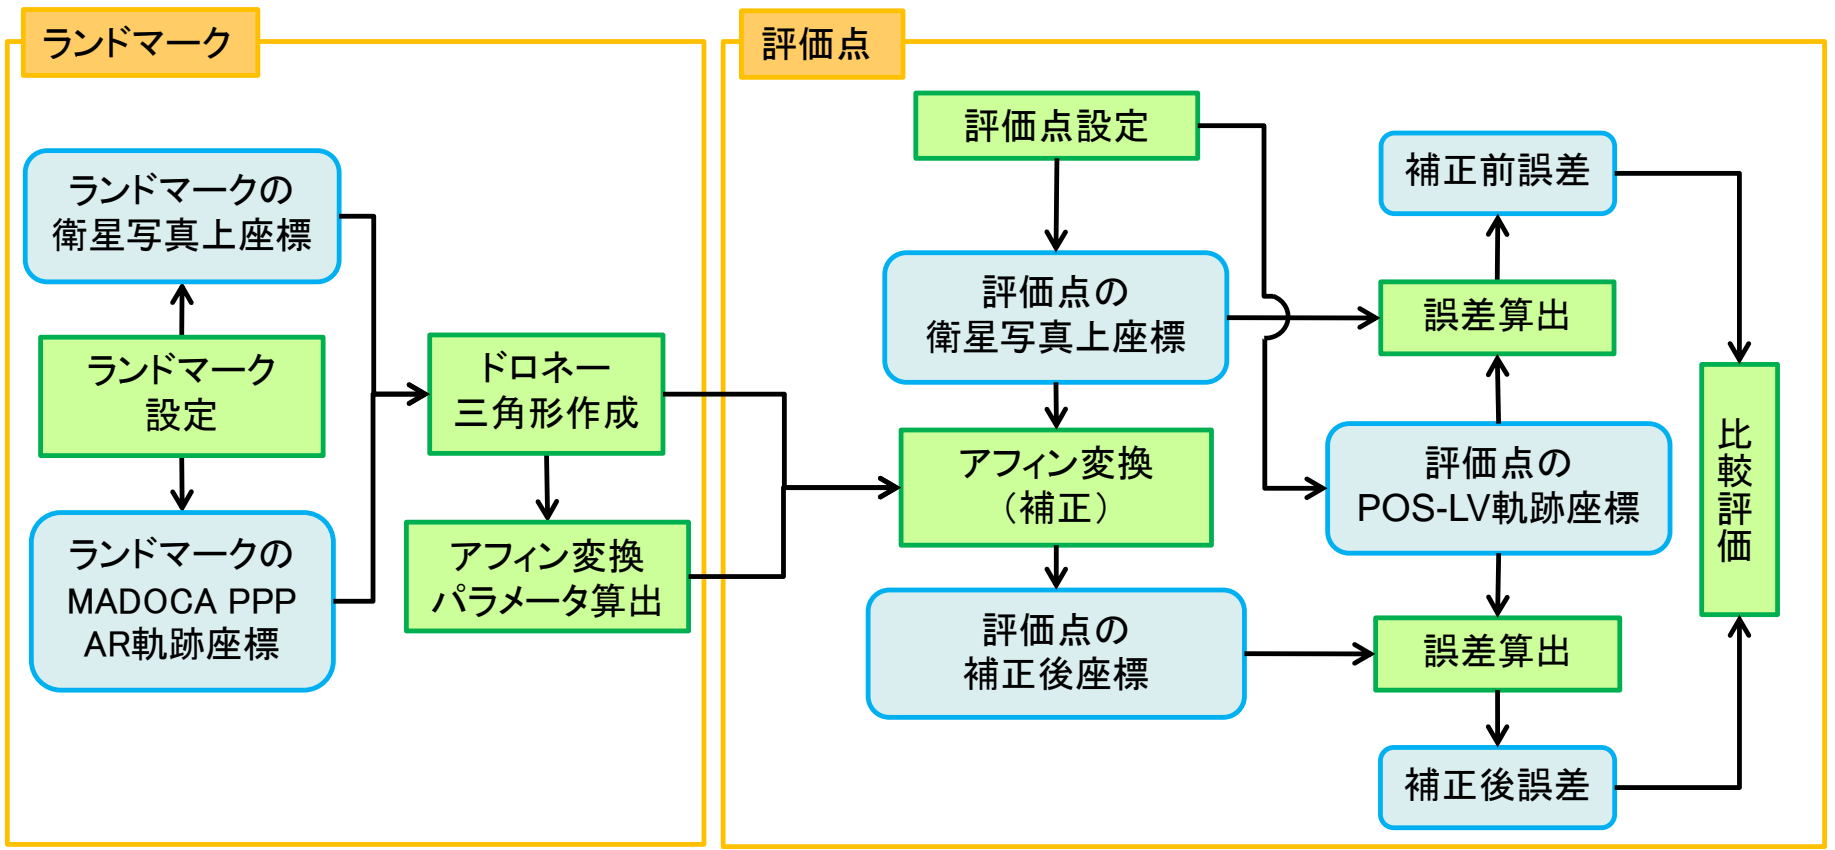 ランドマーク
ランドマークの
衛星写真上座標
ランドマーク
設定
ランドマークの
MADOCA PPP
AR軌跡座標
ドロネー
三角形作成
アフィン変換
パラメータ算出
評価点
評価点設定
評価点の
衛星写真上座標
アフィン変換
（補正）
評価点の
補正後座標
補正前誤差
誤差算出
評価点の
POS-LV軌跡座標
誤差算出
補正後誤差
比較評価